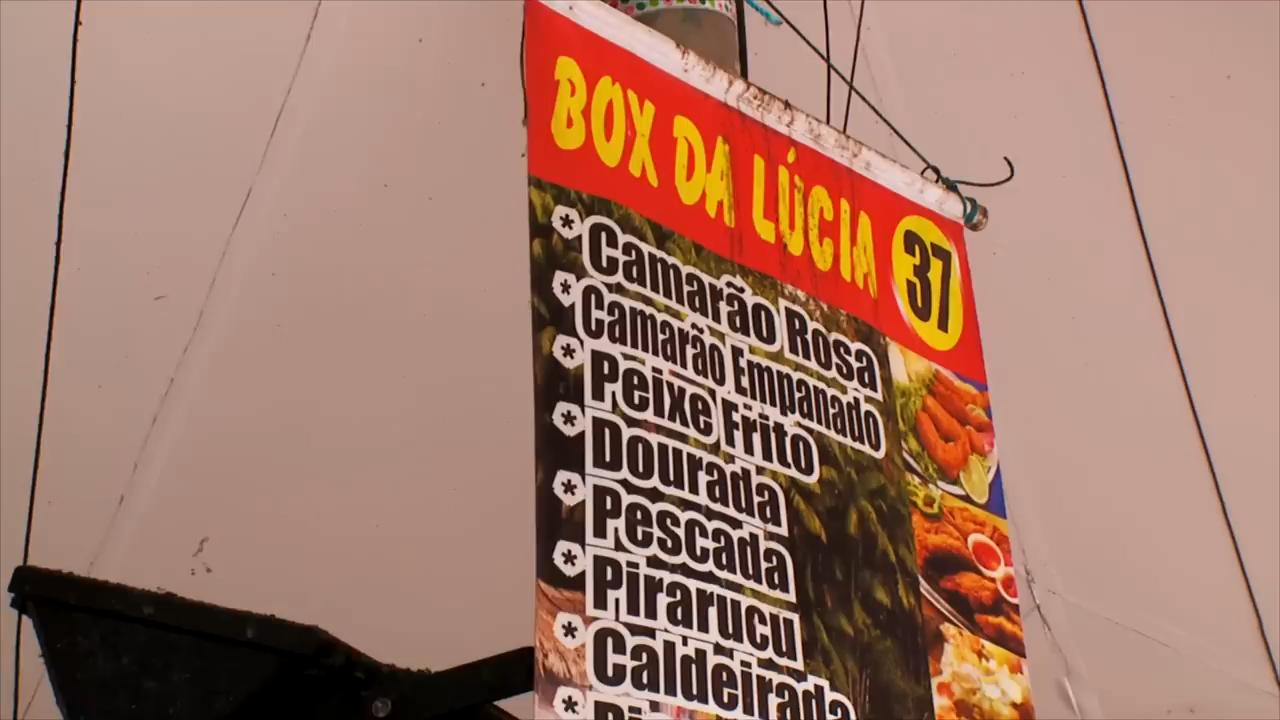 BOX DA LÚCIA 37
* Camarão Rosa
* Camarão Empanado
* Peixe Frito
* Dourada
* Pescada
* Pirarucu
* Caldeirada
*